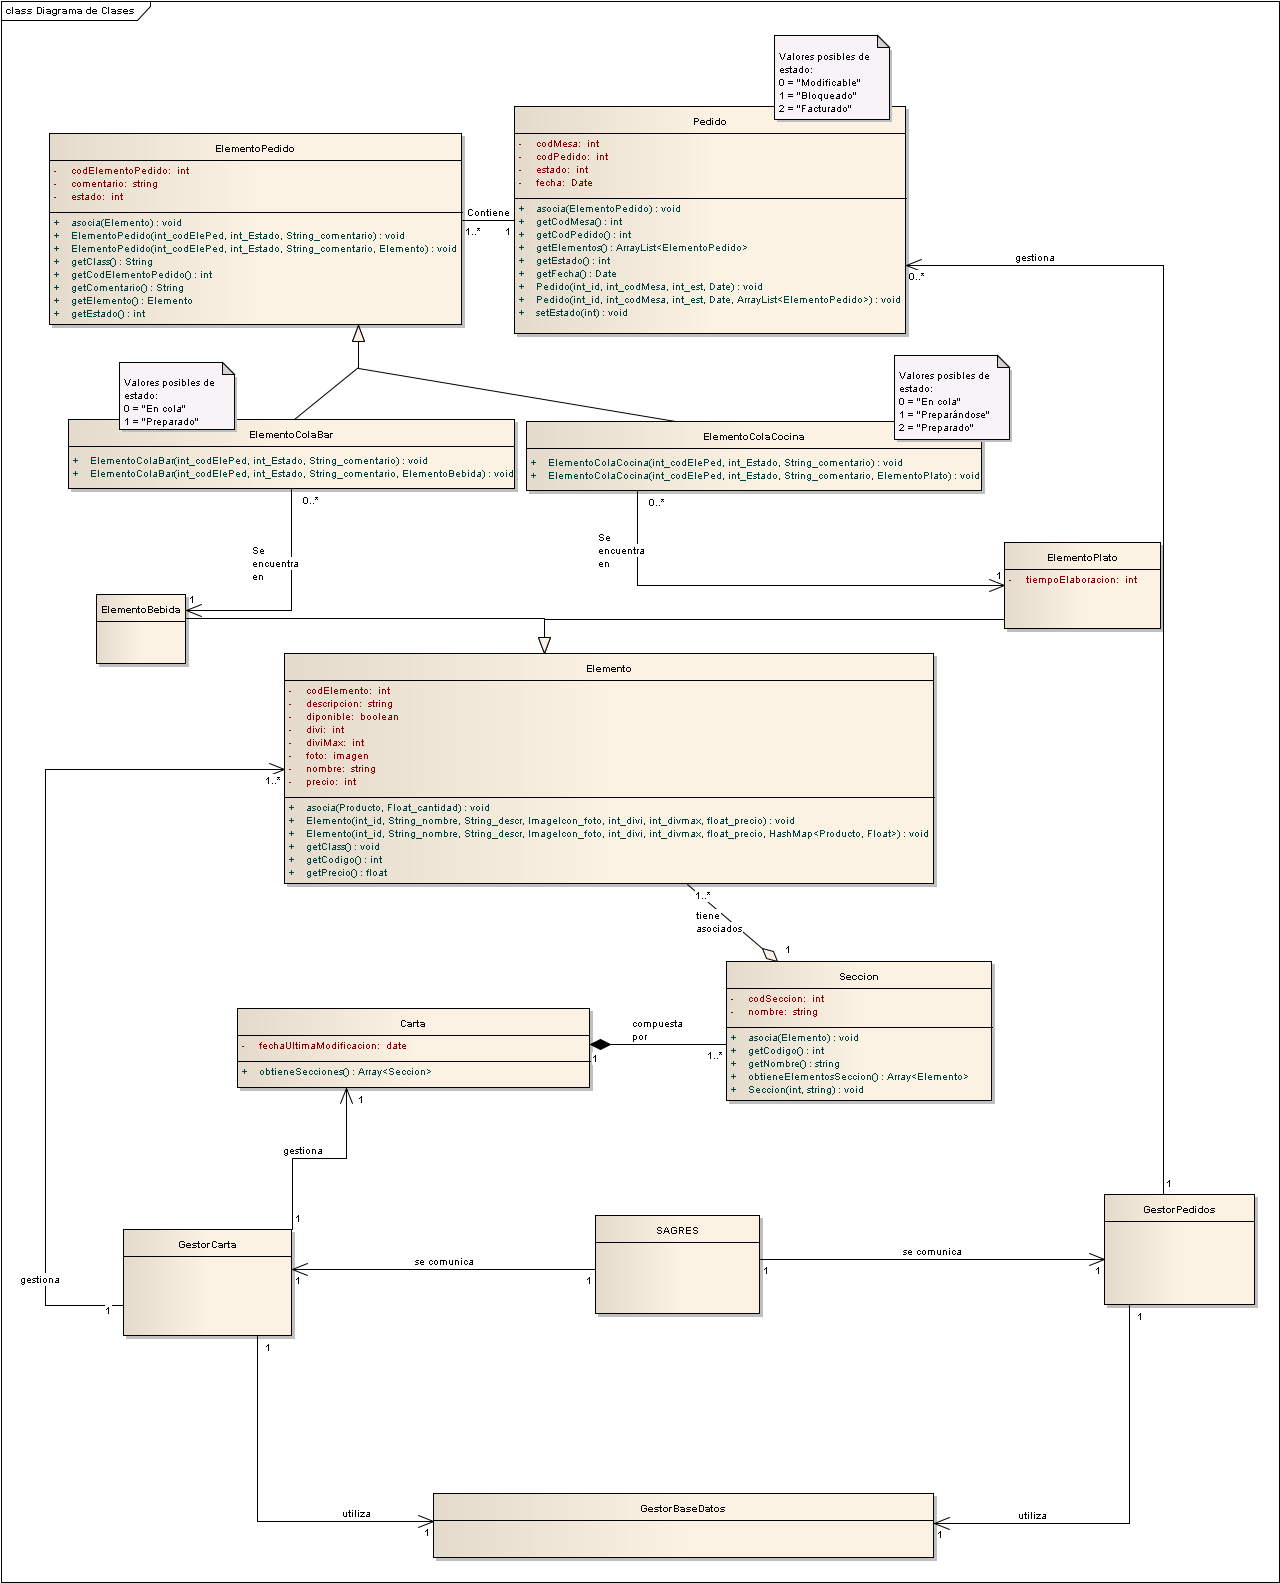 class Diagrama de Clases
Valores posibles de
estado:
0 = "Modificable"
1 = "Bloqueado"
2 = "Facturado"
Pedido
- codMesa: int
- codPedido: int
- estado: int
- fecha: Date
+ asocia(ElementoPedido) : void
+ getCodMesa() : int
+ getCodPedido() : int
+ getElementos() : ArrayList<ElementoPedido>
+ getEstado() : int
+ getFecha() : Date
+ Pedido(int_id, int_codMesa, int_est, Date) : void
+ Pedido(int_id, int_codMesa, int_est, Date, ArrayList<ElementoPedido>) : void
+ setEstado(int) : void
ElementoPedido
- codElementoPedido: int
- comentario: string
- estado: int
+ asocia(Elemento) : void
+ ElementoPedido(int_codElePed, int_Estado, String_comentario) : void
+ ElementoPedido(int_codElePed, int_Estado, String_comentario, Elemento) : void
+ getClass() : String
+ getCodElementoPedido() : int
+ getComentario() : String
+ getElemento() : Elemento
+ getEstado() : int
Contiene
1..*
1
gestiona
0..*
Valores posibles de
estado:
0 = "En cola"
1 = "Preparado"
ElementoColaBar
+ ElementoColaBar(int_codElePed, int_Estado, String_comentario) : void
+ ElementoColaBar(int_codElePed, int_Estado, String_comentario, ElementoBebida) : void
Valores posibles de
estado:
0 = "En cola"
1 = "Preparándose"
2 = "Preparado"
ElementoColaCocina
+ ElementoColaCocina(int_codElePed, int_Estado, String_comentario) : void
+ ElementoColaCocina(int_codElePed, int_Estado, String_comentario, ElementoPlato) : void
0..*
Se
encuentra
en
1
0..*
Se
encuentra
en
1
ElementoPlato
- tiempoElaboracion: int
ElementoBebida
Elemento
- codElemento: int
- descripcion: string
- diponible: boolean
- divi: int
- diviMax: int
- foto: imagen
- nombre: string
- precio: int
+ asocia(Producto, Float_cantidad) : void
+ Elemento(int_id, String_nombre, String_descr, ImageIcon_foto, int_divi, int_divmax, float_precio) : void
+ Elemento(int_id, String_nombre, String_descr, ImageIcon_foto, int_divi, int_divmax, float_precio, HashMap<Producto, Float>) : void
+ getClass() : void
+ getCodigo() : int
+ getPrecio() : float
1..*
1..*
tiene
asociados
1
Seccion
- codSeccion: int
- nombre: string
+ asocia(Elemento) : void
+ getCodigo() : int
+ getNombre() : string
+ obtieneElementosSeccion() : Array<Elemento>
+ Seccion(int, string) : void
Carta
- fechaUltimaModificacion: date
+ obtieneSecciones() : Array<Seccion>
compuesta
por
1
1..*
1
gestiona
1
GestorCarta
gestiona
1
SAGRES
se comunica
1
1
se comunica
1
1
GestorPedidos
1
1
1
GestorBaseDatos
utiliza
1
utiliza
1